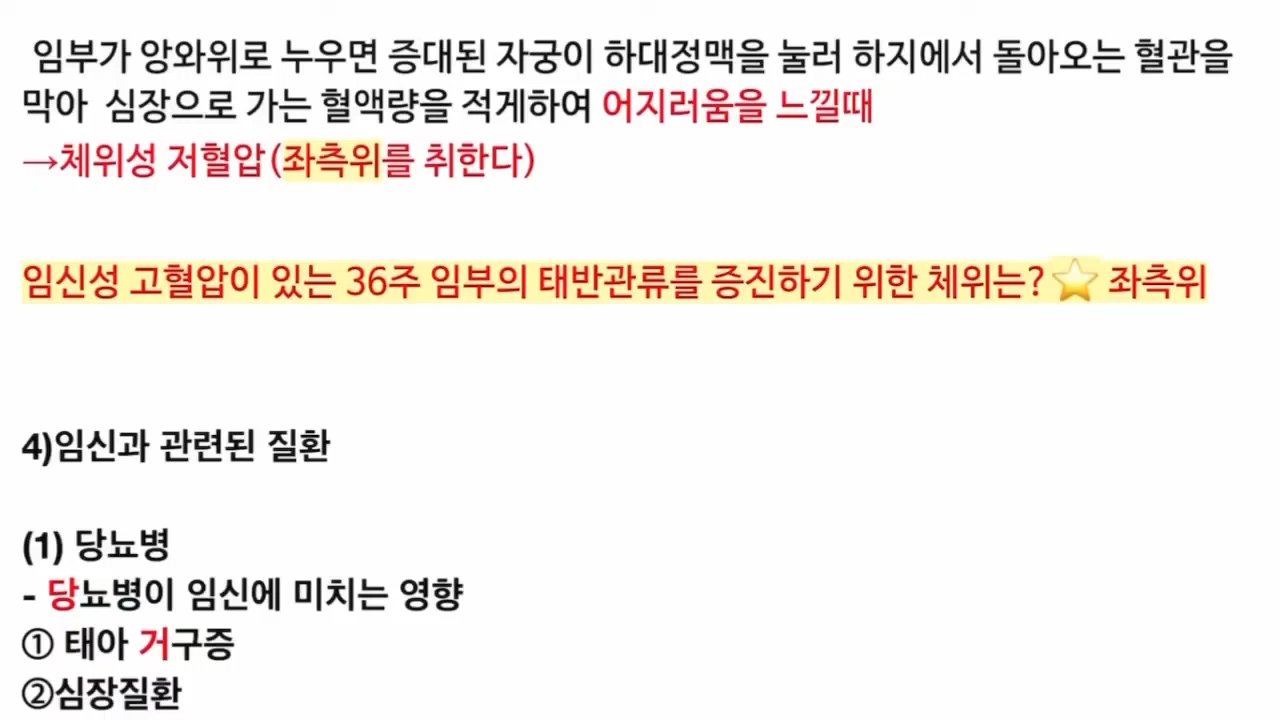 임부가 앙와위로 누우면 증대된 자궁이 하대정맥을 눌러 하지에서 돌아오는 혈관을
막아 심장으로 가는 혈액량을 적게하여 어지러움을 느낄때
→체위성 저혈압(좌측위를 취한다)
임신성 고혈압이 있는 36주 임부의 태반관류를 증진하기 위한 체위는?⭐ 좌측위
4)임신과 관련된 질환
(1) 당뇨병
- 당뇨병이 임신에 미치는 영향
① 태아 거구증
②심장질환